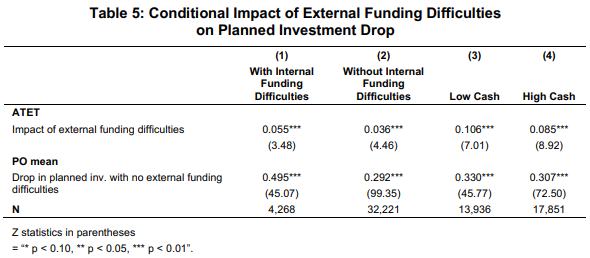 Table 5: Conditional Impact of External Funding Difficulties
on Planned Investment Drop
(1) (2) (3) (4)
With Internal Without Internal
Funding Funding
Difficulties Difficulties Low Cash High Cash
ATET
Impact of external funding difficulties 0.055*** 0.036*** 0.106*** 0.085***
(3.48) (4.46) (7.01) (8.92)
PO mean
Drop in planned inv. with no external funding 0.495*** 0.292*** 0.330*** 0.307***
difficulties (45.07) (99.35) (45.77) (72.50)
N 4,268 32,221 13,936 17,851
Z statistics in parentheses
= "* p < 0.10, ** p < 0.05, *** p < 0.01".